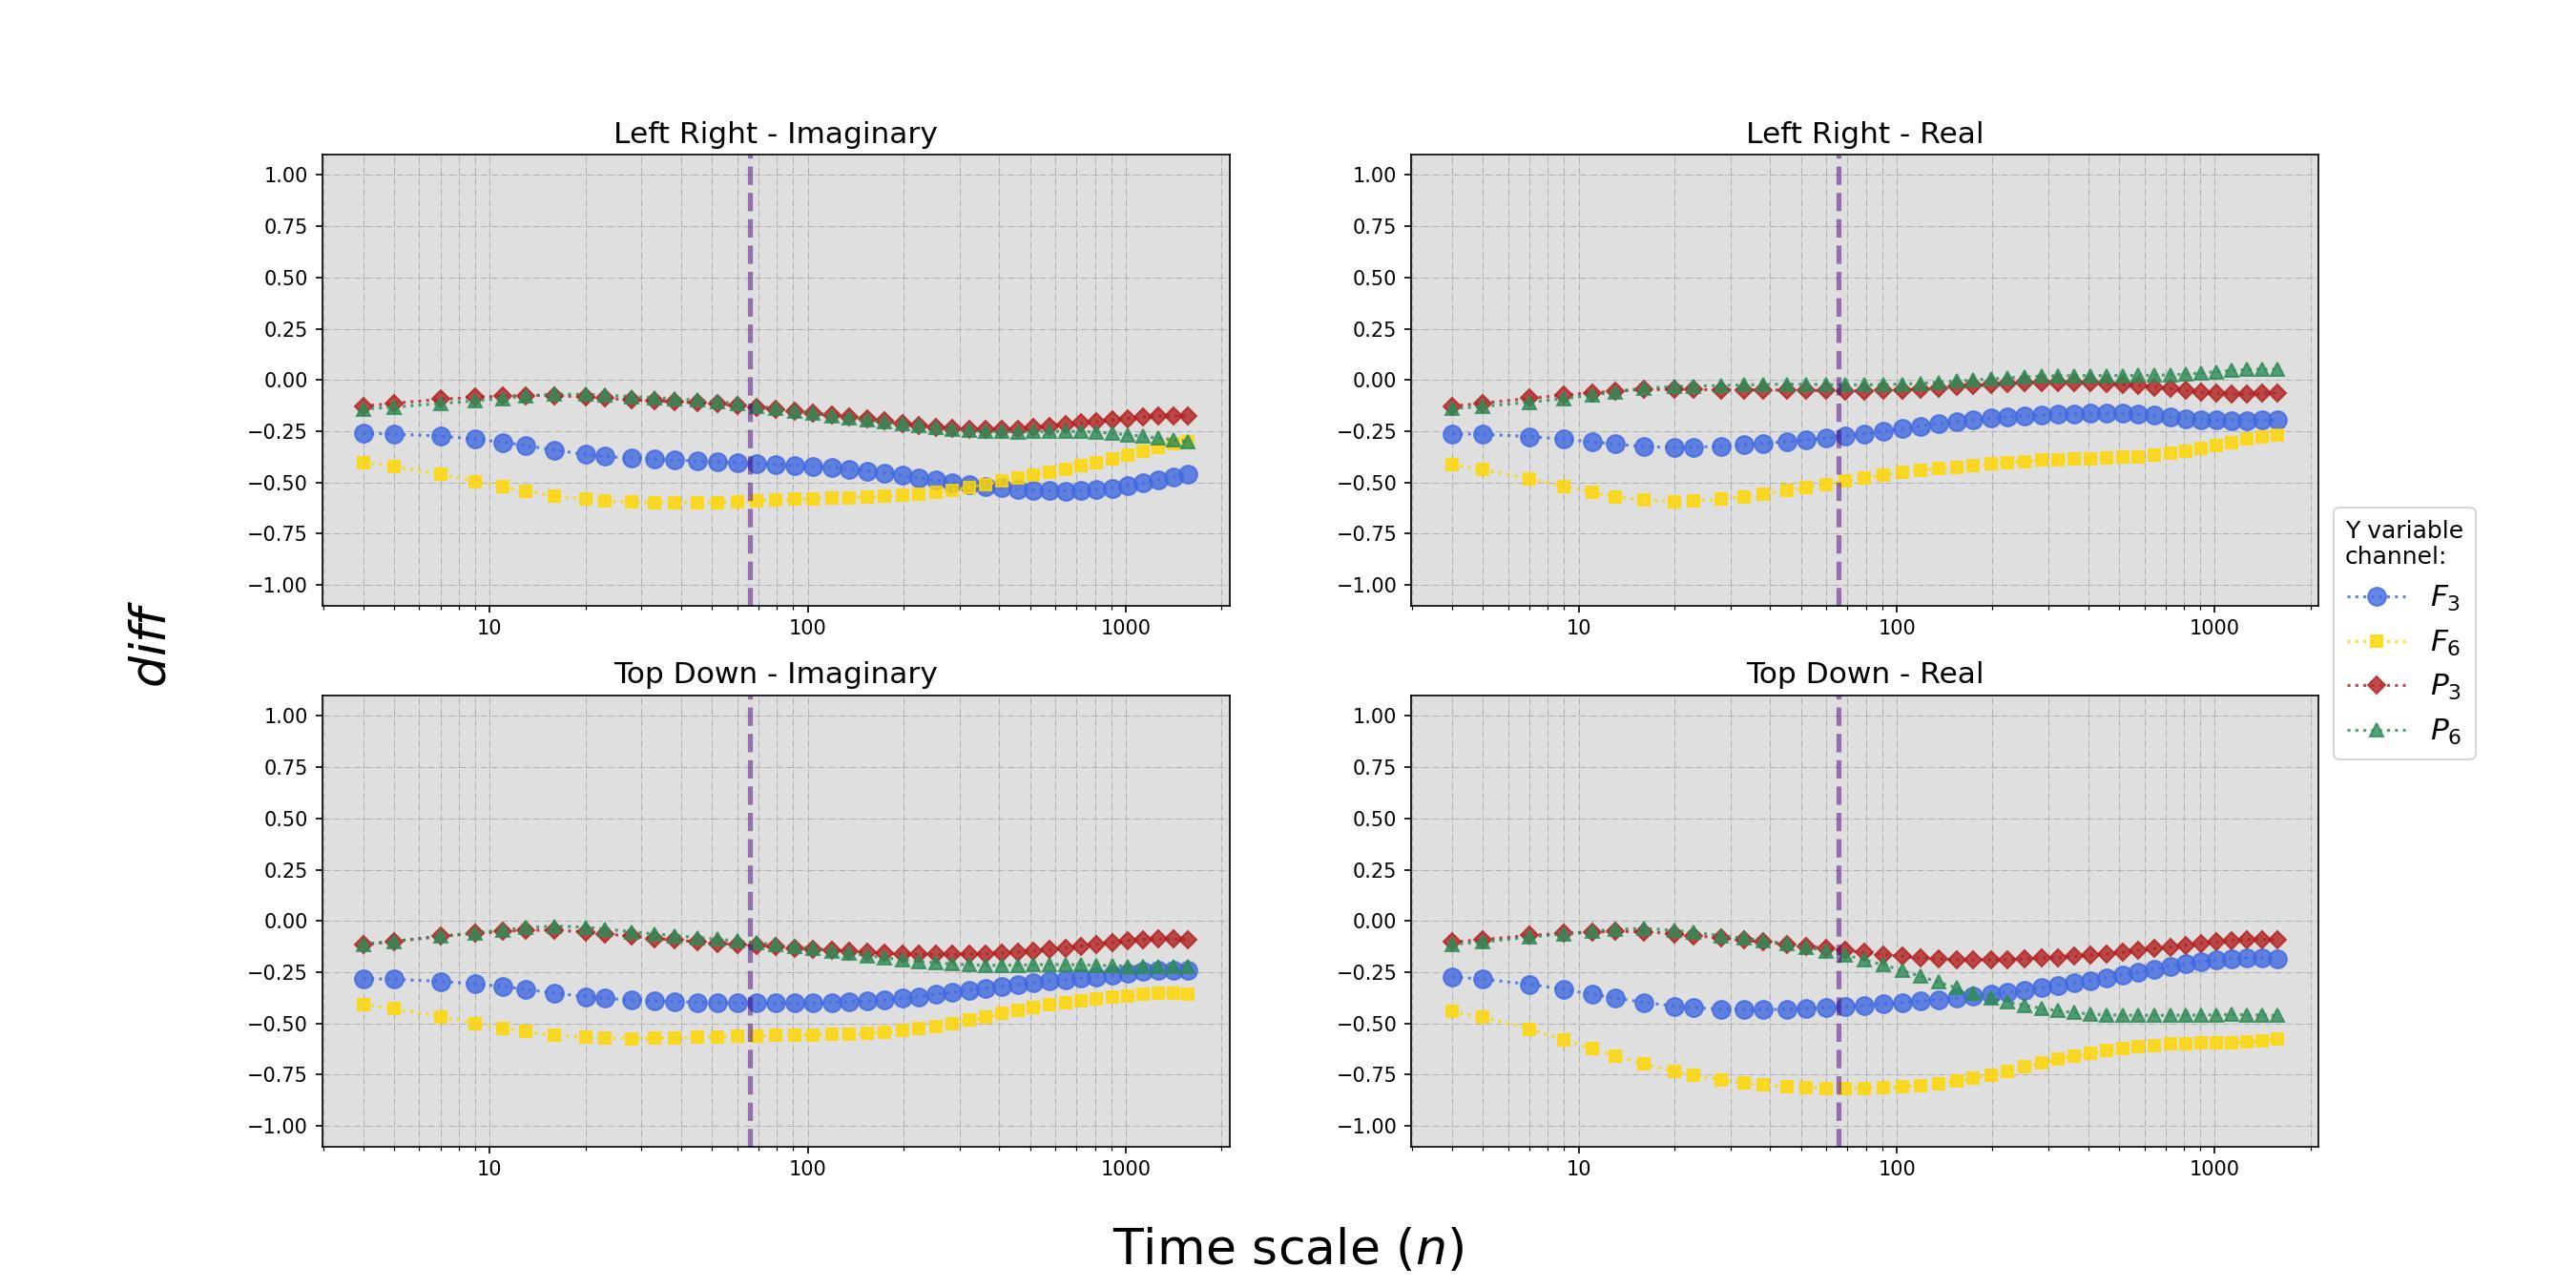 Left Right - Imaginary
1.00
0.75
0.50
0.25
0.00
−0.25
−0.50
−0.75
−1.00
10 100 1000
Left Right - Real
1.00
0.75
0.50
0.25
0.00
−0.25
−0.50
−0.75
−1.00
10 100 1000
diff
Top Down - Imaginary
1.00
0.75
0.50
0.25
0.00
−0.25
−0.50
−0.75
−1.00
10 100 1000
Top Down - Real
1.00
0.75
0.50
0.25
0.00
−0.25
−0.50
−0.75
−1.00
10 100 1000
Y variable
channel:
F₃
F₆
P₃
P₆
Time scale (n)